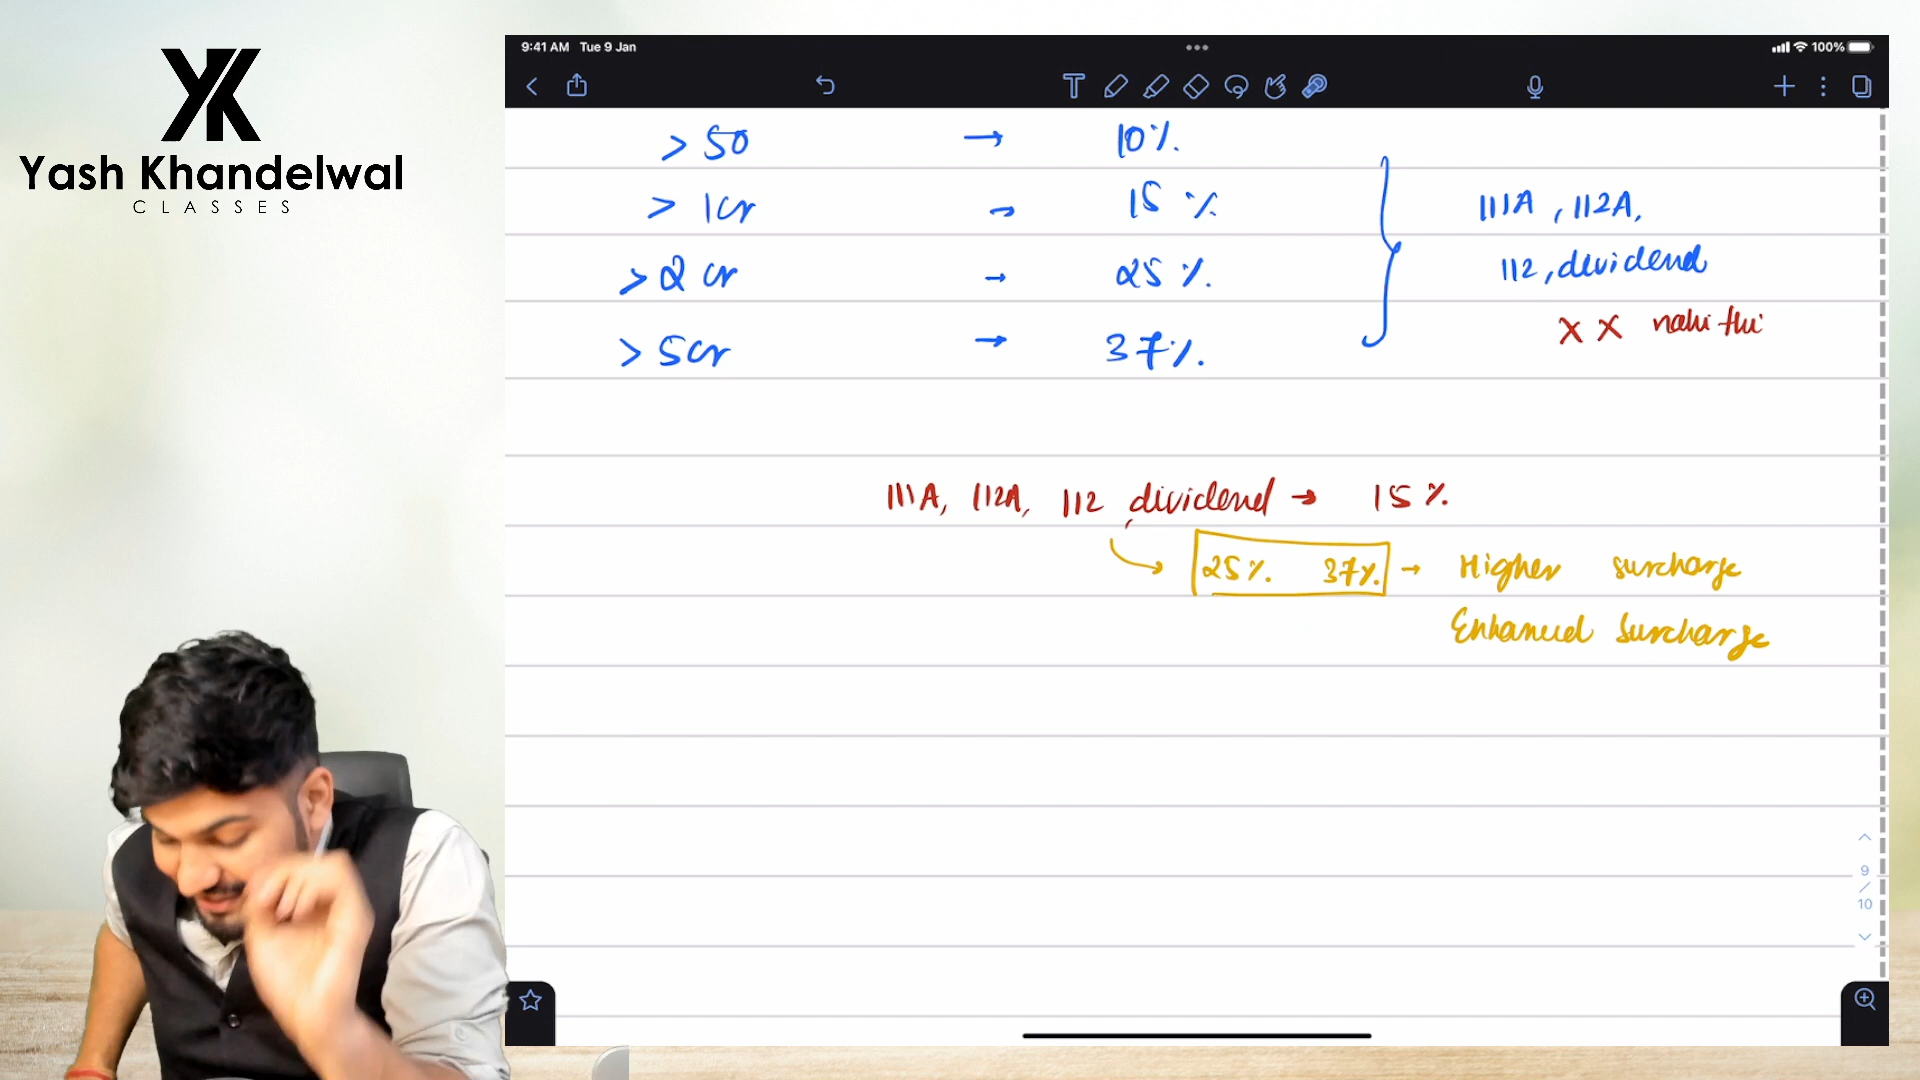 YK
Yash Khandelwal
CLASSES
9:41 AM Tue 9 Jan
100%
> 50 → 10%.
> 1cr → 15 %
> 2 cr → 25 %.
> 5cr → 37%.
111A, 112A,
112, dividend
X X nahi thi
111A, 112A, 112, dividend → 15 %
25%. 37%. → Higher surcharge
Enhanced Surcharge
9
/
10